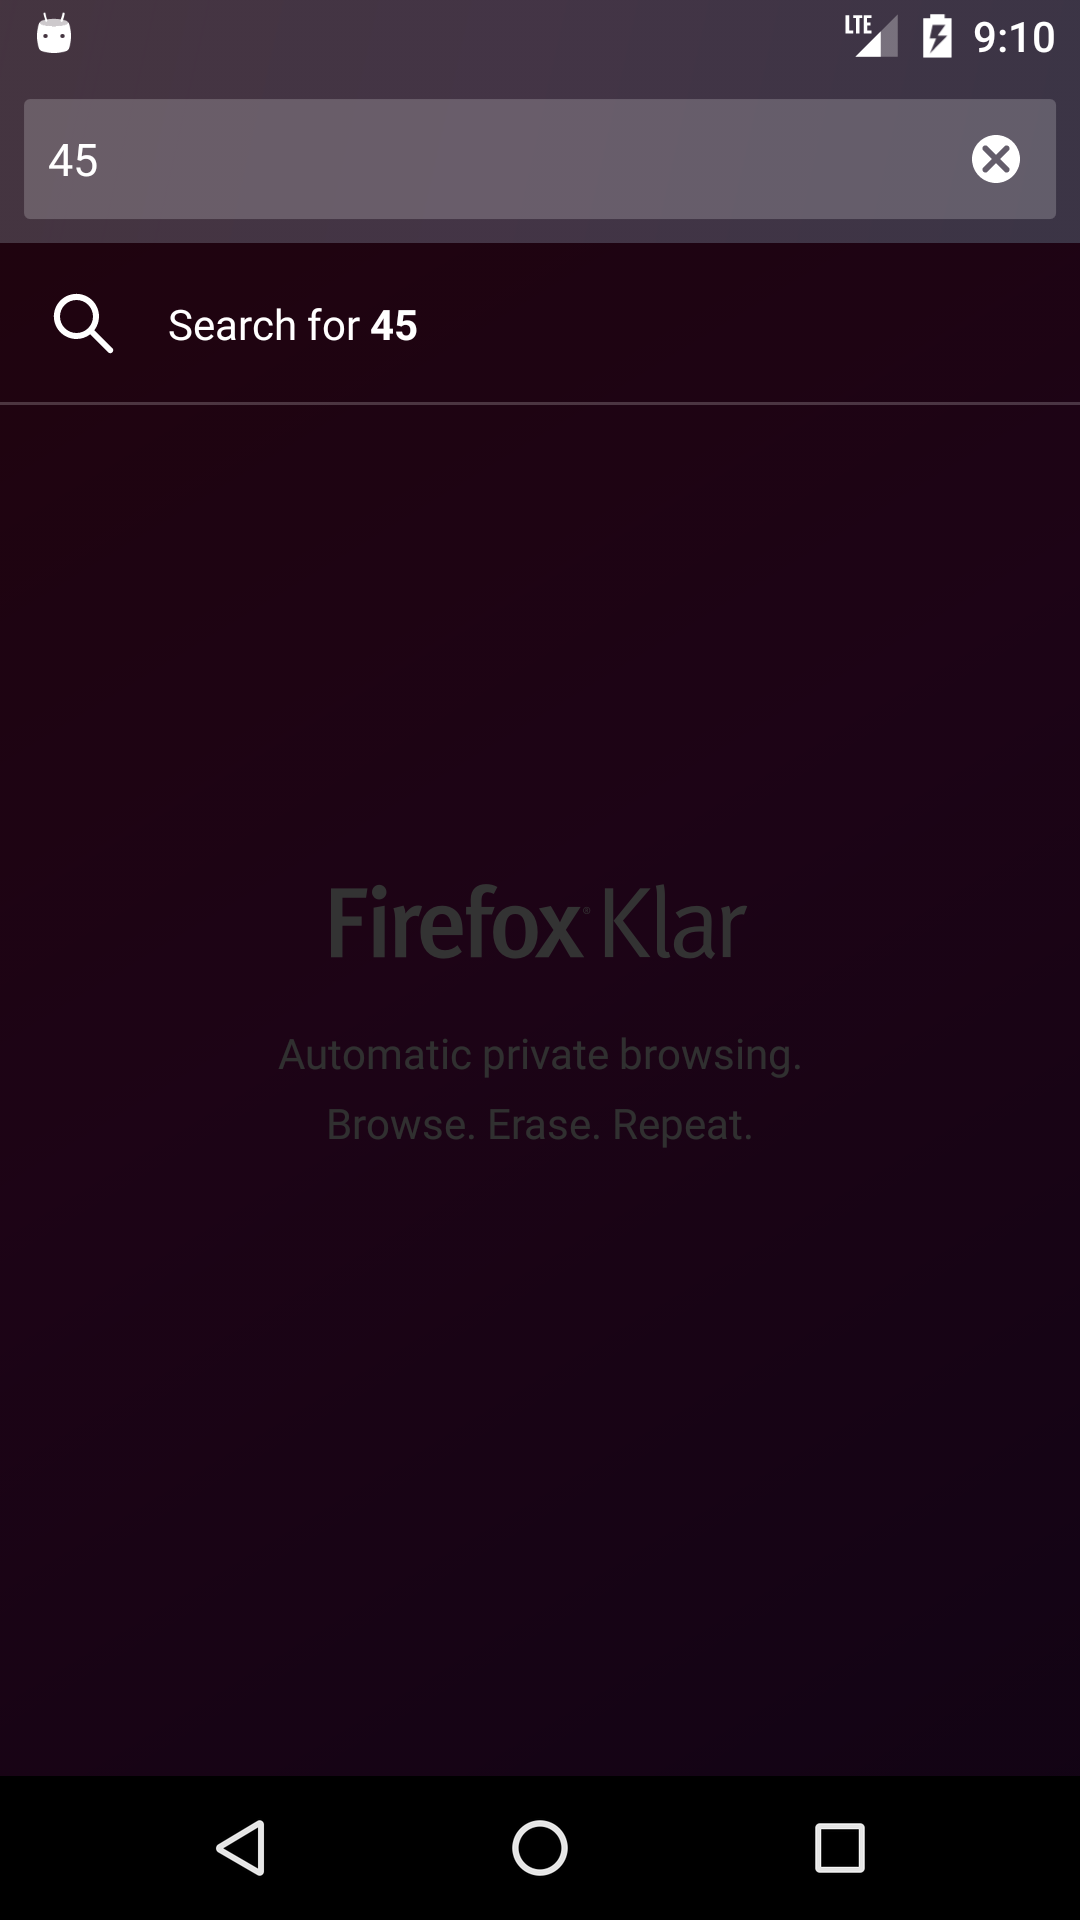 LTE 9:10
45
Search for 45
Firefox® Klar
Automatic private browsing.
Browse. Erase. Repeat.